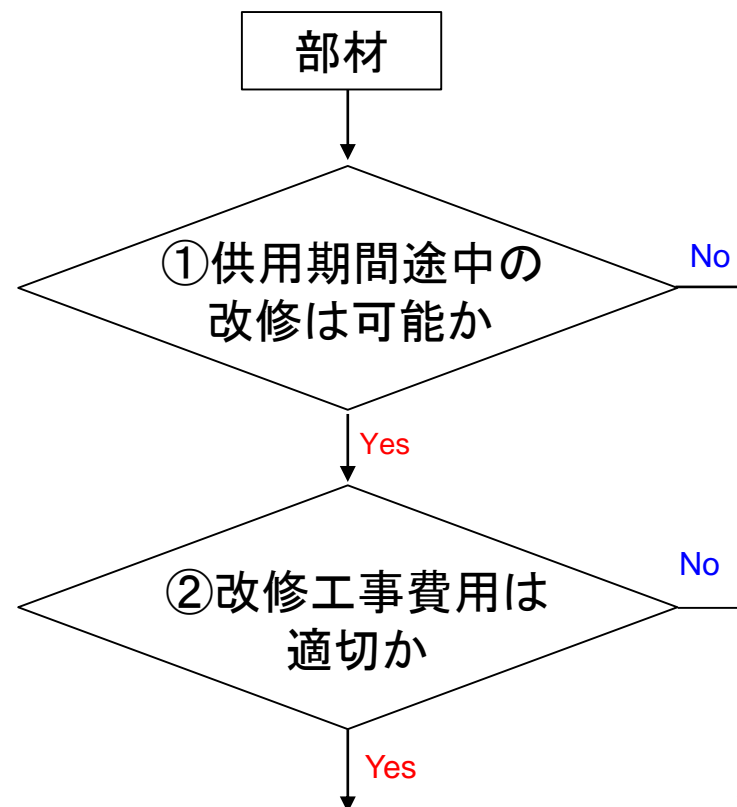 部材
①供用期間途中の
改修は可能か
No
Yes
②改修工事費用は
適切か
No
Yes